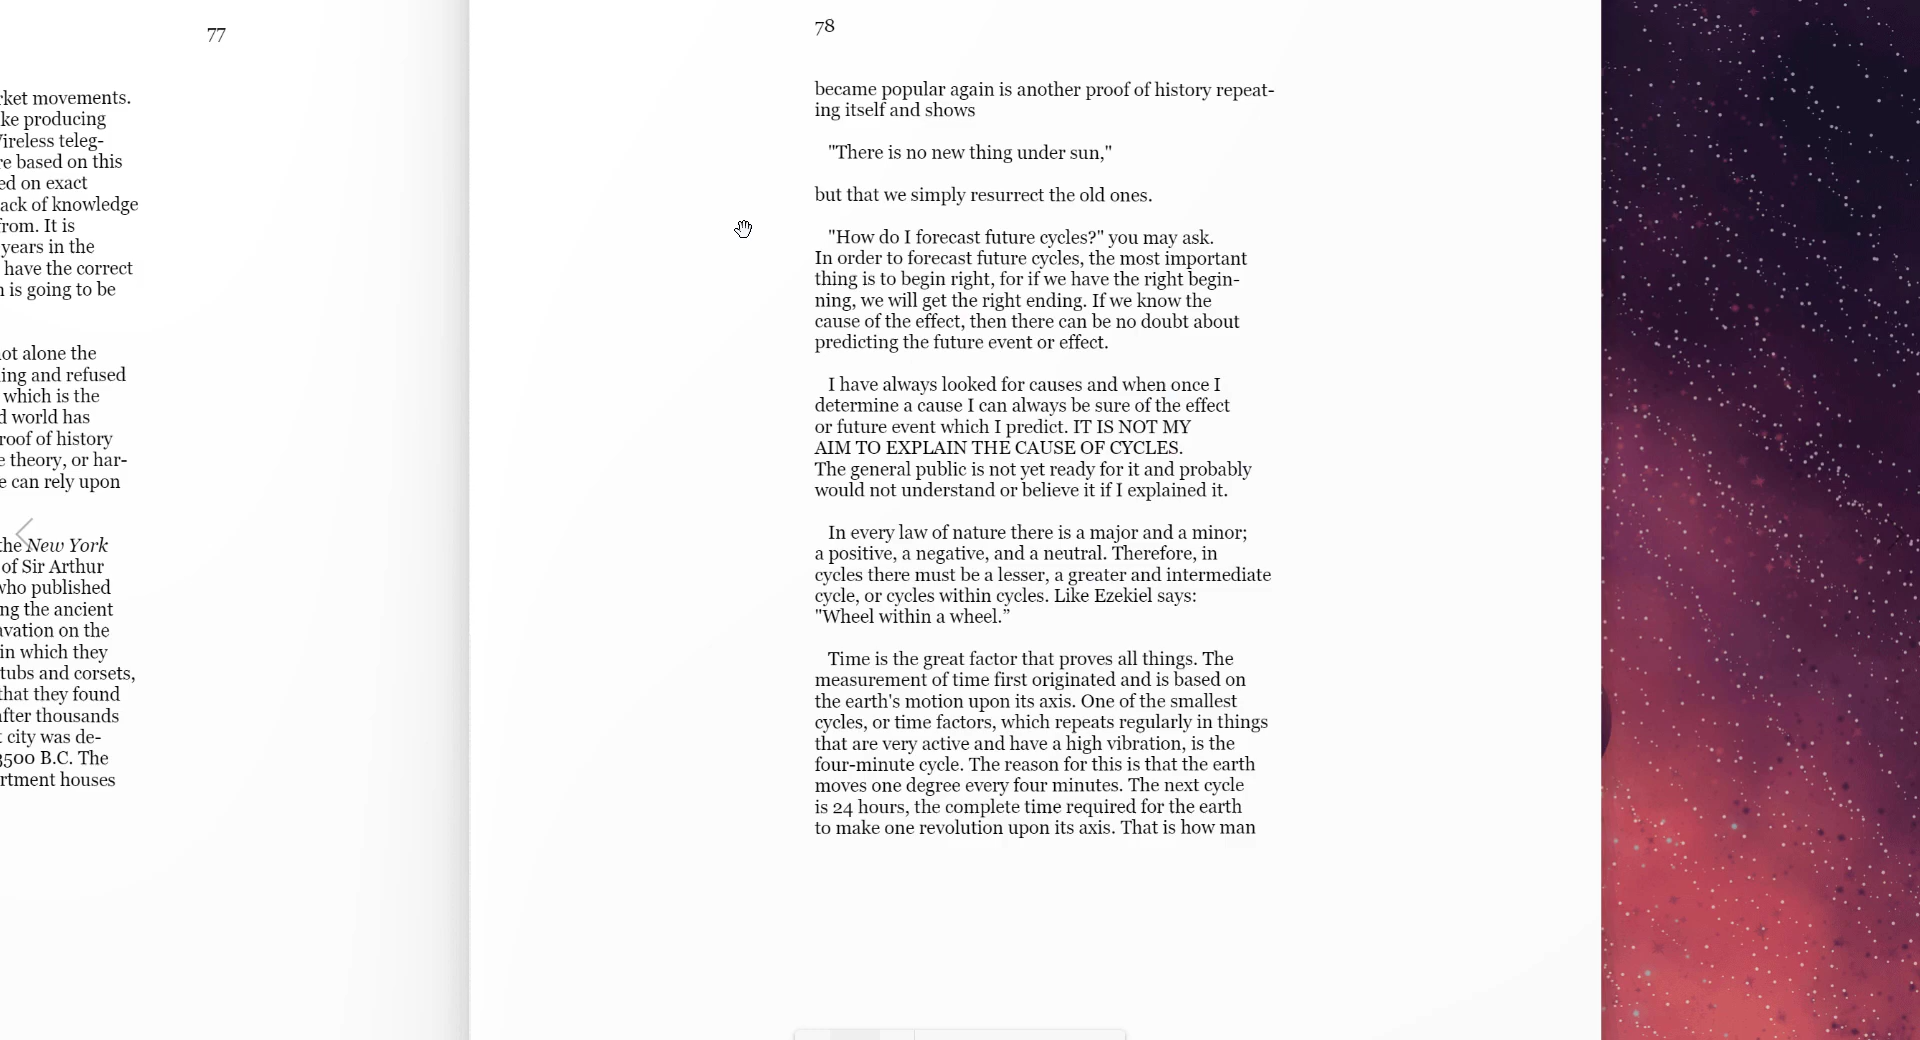 77
rket movements.
ke producing
Vireless teleg-
re based on this
ed on exact
ack of knowledge
from. It is
years in the
have the correct
n is going to be
ot alone the
ing and refused
which is the
d world has
roof of history
e theory, or har-
e can rely upon
the New York
of Sir Arthur
who published
ng the ancient
avation on the
in which they
tubs and corsets,
that they found
after thousands
t city was de-
3500 B.C. The
rtment houses
78
became popular again is another proof of history repeat-
ing itself and shows
"There is no new thing under sun,"
but that we simply resurrect the old ones.
"How do I forecast future cycles?" you may ask.
In order to forecast future cycles, the most important
thing is to begin right, for if we have the right begin-
ning, we will get the right ending. If we know the
cause of the effect, then there can be no doubt about
predicting the future event or effect.
I have always looked for causes and when once I
determine a cause I can always be sure of the effect
or future event which I predict. IT IS NOT MY
AIM TO EXPLAIN THE CAUSE OF CYCLES.
The general public is not yet ready for it and probably
would not understand or believe it if I explained it.
In every law of nature there is a major and a minor;
a positive, a negative, and a neutral. Therefore, in
cycles there must be a lesser, a greater and intermediate
cycle, or cycles within cycles. Like Ezekiel says:
"Wheel within a wheel.”
Time is the great factor that proves all things. The
measurement of time first originated and is based on
the earth's motion upon its axis. One of the smallest
cycles, or time factors, which repeats regularly in things
that are very active and have a high vibration, is the
four-minute cycle. The reason for this is that the earth
moves one degree every four minutes. The next cycle
is 24 hours, the complete time required for the earth
to make one revolution upon its axis. That is how man